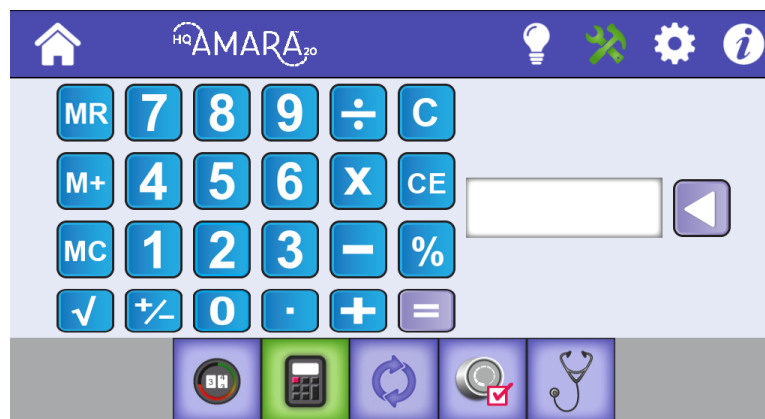 HQ AMARA 20
MR 7 8 9 ÷ C
M+ 4 5 6 X CE
MC 1 2 3 − %
√ +/− 0 . + =